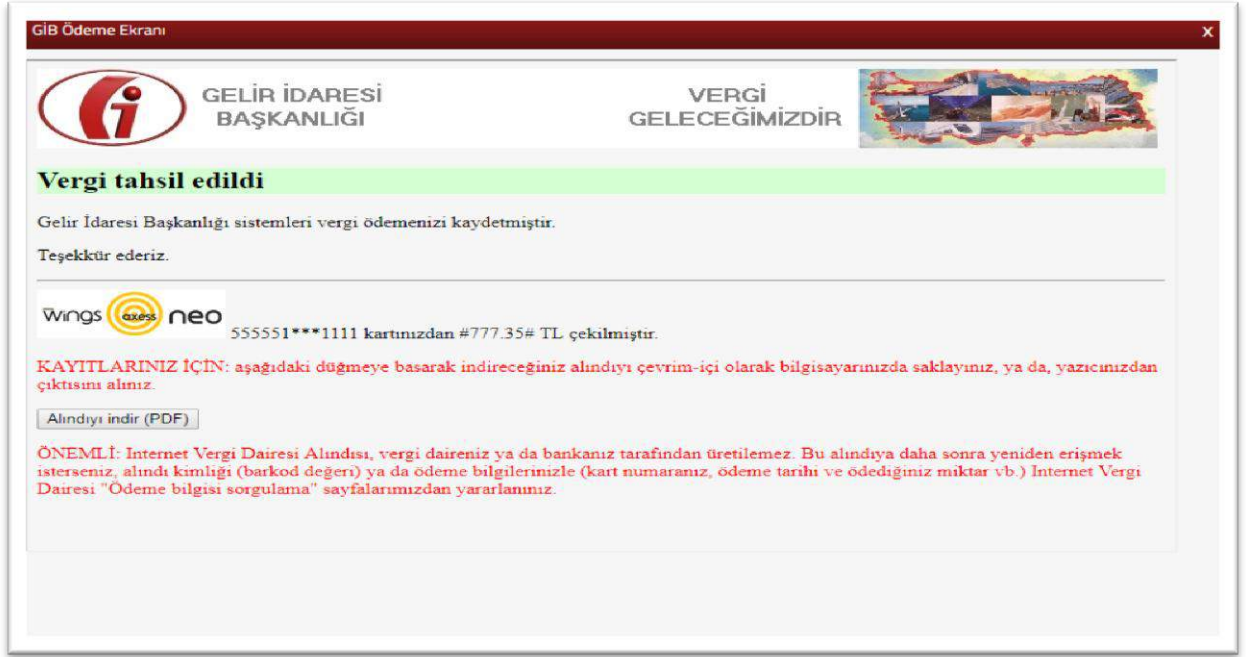 GİB Ödeme Ekranı X
GELİR İDARESİ
BAŞKANLIĞI
VERGİ
GELECEĞİMİZDİR
Vergi tahsil edildi
Gelir İdaresi Başkanlığı sistemleri vergi ödemenizi kaydetmiştir.
Teşekkür ederiz.
wings axess neo 555551***1111 kartınızdan #777.35# TL çekilmiştir.
KAYITLARINIZ İÇİN: aşağıdaki düğmeye basarak indireceğiniz alındıyı çevrim-içi olarak bilgisayarınızda saklayınız, ya da, yazıcınızdan
çıktısını alınız.
Alındıyı indir (PDF)
ÖNEMLİ: Internet Vergi Dairesi Alındısı, vergi daireniz ya da bankanız tarafından üretilemez. Bu alındıya daha sonra yeniden erişmek
isterseniz, alındı kimliği (barkod değeri) ya da ödeme bilgilerinizle (kart numaranız, ödeme tarihi ve ödediğiniz miktar vb.) Internet Vergi
Dairesi "Ödeme bilgisi sorgulama" sayfalarımızdan yararlanınız.